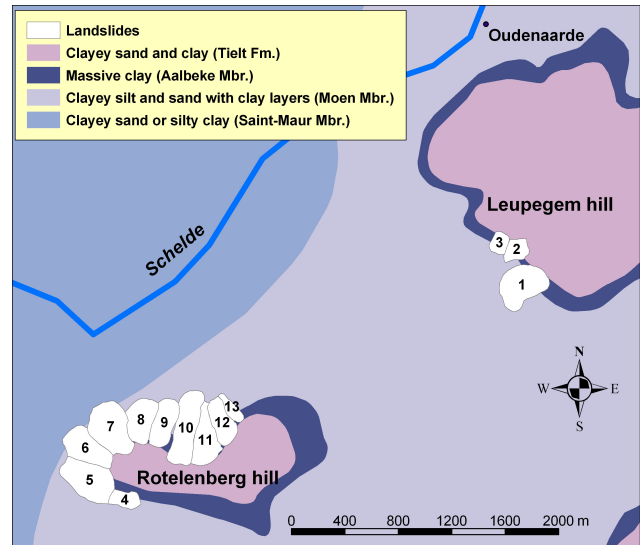 Landslides
Clayey sand and clay (Tielt Fm.)
Massive clay (Aalbeke Mbr.)
Clayey silt and sand with clay layers (Moen Mbr.)
Clayey sand or silty clay (Saint-Maur Mbr.)
Oudenaarde
Leupegem hill
Schelde
3
2
1
N
W E
S
13
12
11
10
9
8
7
6
5
4
Rotelenberg hill
0 400 800 1200 1600 2000 m